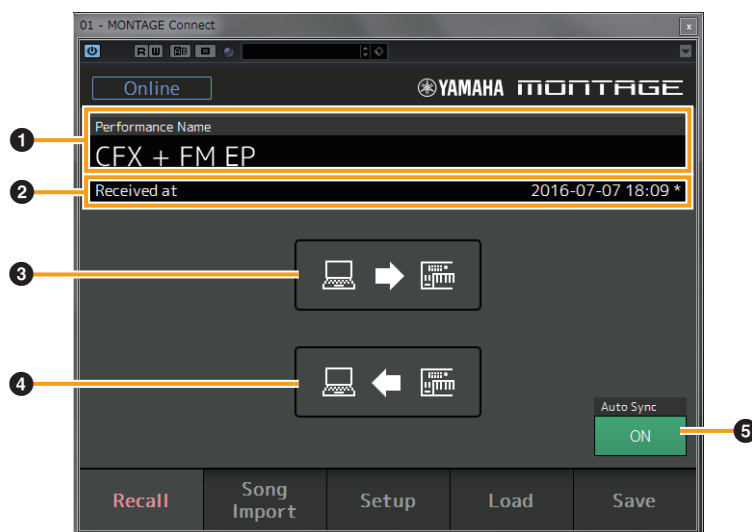 01 - MONTAGE Connect
x
R W AB
Online
YAMAHA MONTAGE
1
Performance Name
CFX + FM EP
2
Received at 2016-07-07 18:09 *
3
4
Auto Sync
ON
5
Recall
Song Import
Setup
Load
Save